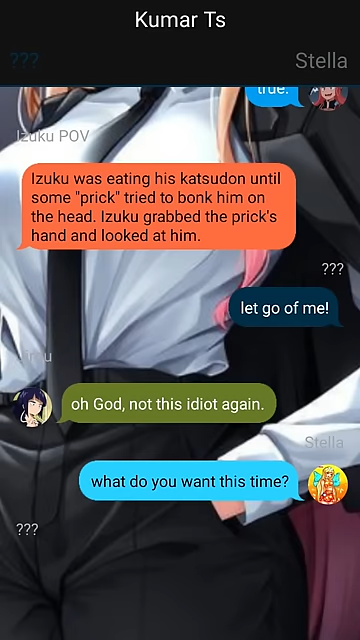 Kumar Ts
???
Stella
true.
Izuku POV
Izuku was eating his katsudon until
some "prick" tried to bonk him on
the head. Izuku grabbed the prick's
hand and looked at him.
???
let go of me!
oh God, not this idiot again.
Stella
what do you want this time?
???